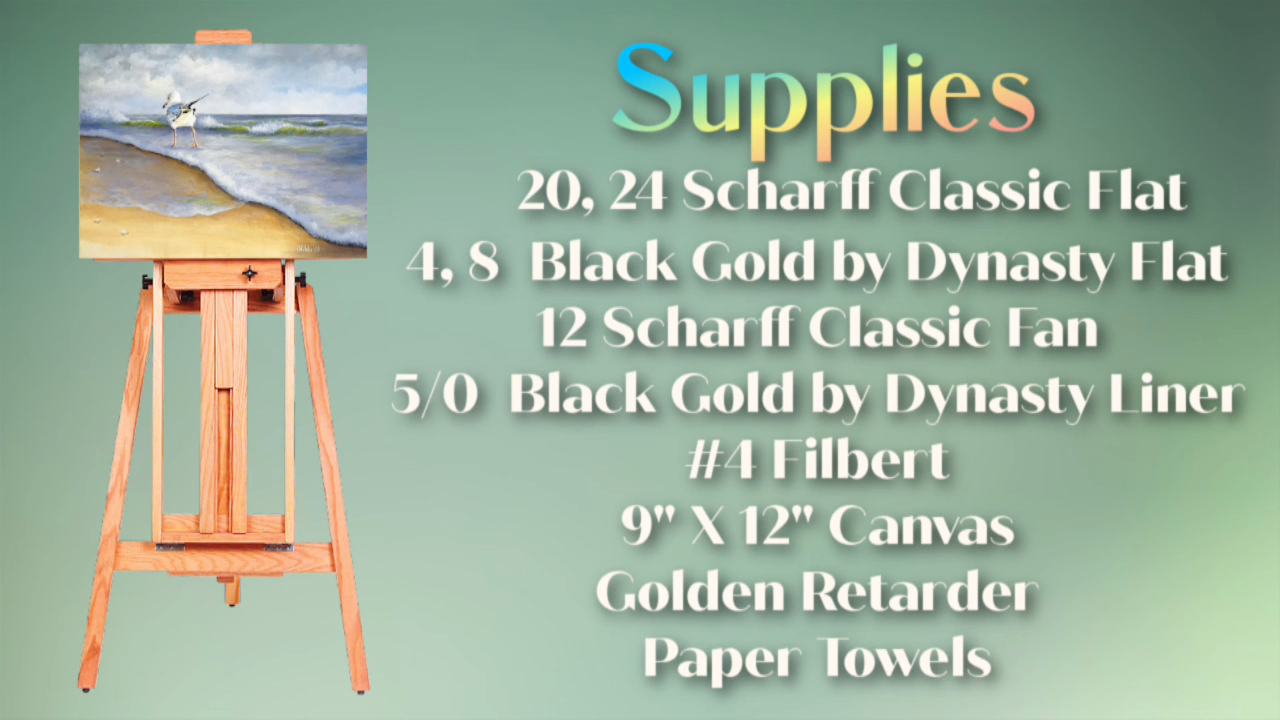 Supplies
20, 24 Scharff Classic Flat
4, 8 Black Gold by Dynasty Flat
12 Scharff Classic Fan
5/0 Black Gold by Dynasty Liner
#4 Filbert
9" X 12" Canvas
Golden Retarder
Paper Towels